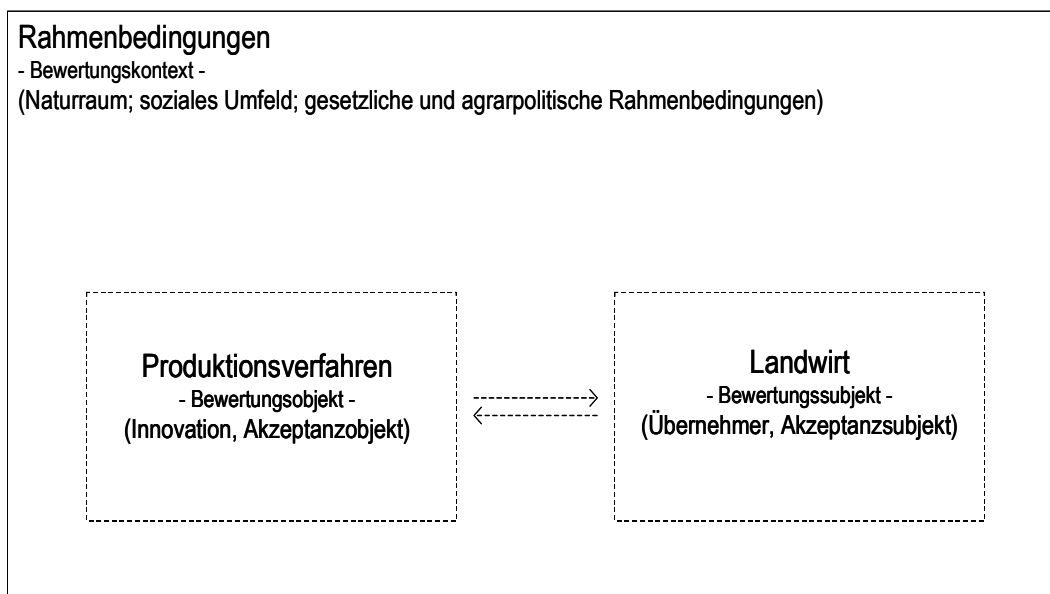 Rahmenbedingungen
- Bewertungskontext -
(Naturraum; soziales Umfeld; gesetzliche und agrarpolitische Rahmenbedingungen)
Produktionsverfahren
- Bewertungsobjekt -
(Innovation, Akzeptanzobjekt)
Landwirt
- Bewertungssubjekt -
(Übernehmer, Akzeptanzsubjekt)